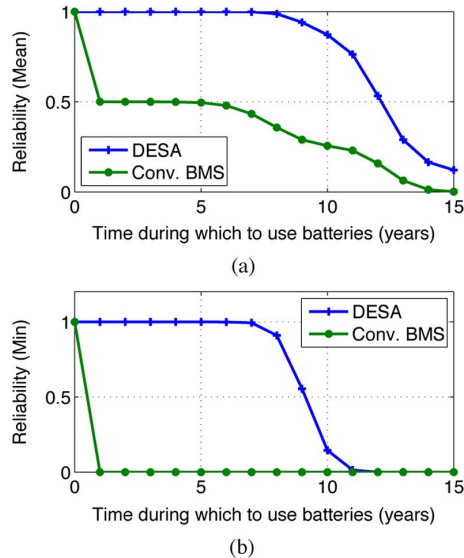 1
0.5
0
Reliability (Mean)
DESA
Conv. BMS
0 5 10 15
Time during which to use batteries (years)
(a)
1
0.5
0
Reliability (Min)
DESA
Conv. BMS
0 5 10 15
Time during which to use batteries (years)
(b)